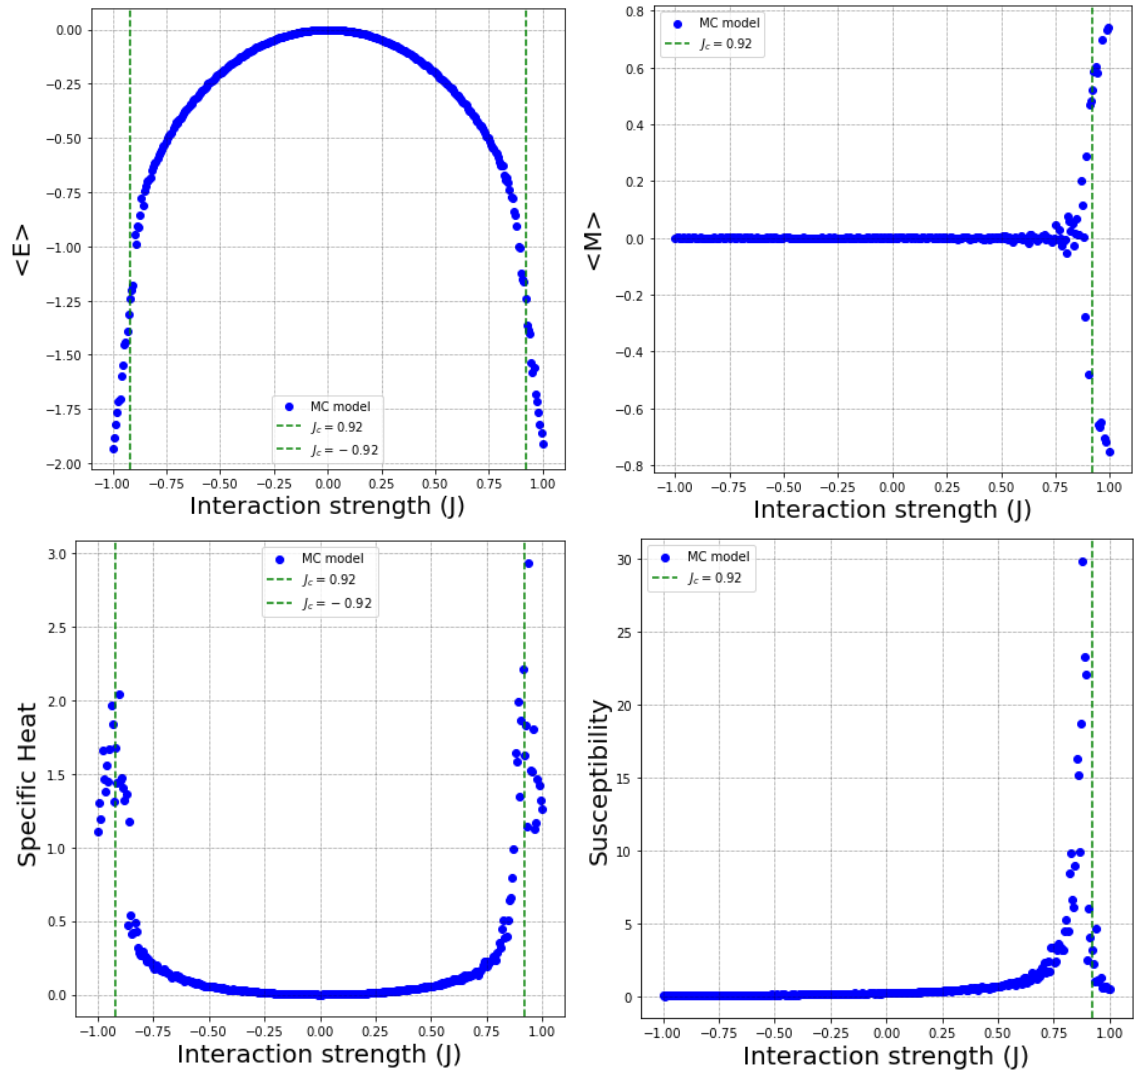 0.00
−0.25
−0.50
−0.75
−1.00
−1.25
−1.50
−1.75
−2.00
<E>
MC model
J_c = 0.92
J_c = − 0.92
−1.00 −0.75 −0.50 −0.25 0.00 0.25 0.50 0.75 1.00
Interaction strength (J)
MC model
J_c = 0.92
0.8
0.6
0.4
0.2
0.0
−0.2
−0.4
−0.6
−0.8
<M>
−1.00 −0.75 −0.50 −0.25 0.00 0.25 0.50 0.75 1.00
Interaction strength (J)
MC model
J_c = 0.92
J_c = − 0.92
3.0
2.5
2.0
1.5
1.0
0.5
0.0
Specific Heat
−1.00 −0.75 −0.50 −0.25 0.00 0.25 0.50 0.75 1.00
Interaction strength (J)
MC model
J_c = 0.92
30
25
20
15
10
5
0
Susceptibility
−1.00 −0.75 −0.50 −0.25 0.00 0.25 0.50 0.75 1.00
Interaction strength (J)